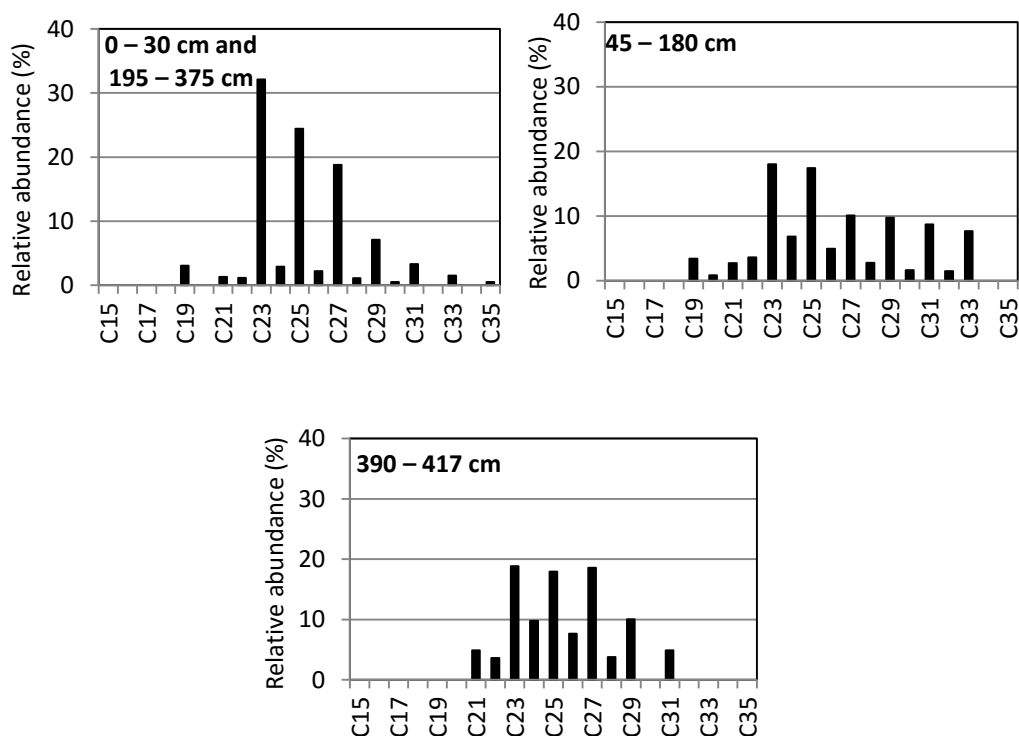 Relative abundance (%)
40
30
20
10
0
0 – 30 cm and
195 – 375 cm
C15
C17
C19
C21
C23
C25
C27
C29
C31
C33
C35
Relative abundance (%)
40
30
20
10
0
45 – 180 cm
C15
C17
C19
C21
C23
C25
C27
C29
C31
C33
C35
Relative abundance (%)
40
30
20
10
0
390 – 417 cm
C15
C17
C19
C21
C23
C25
C27
C29
C31
C33
C35